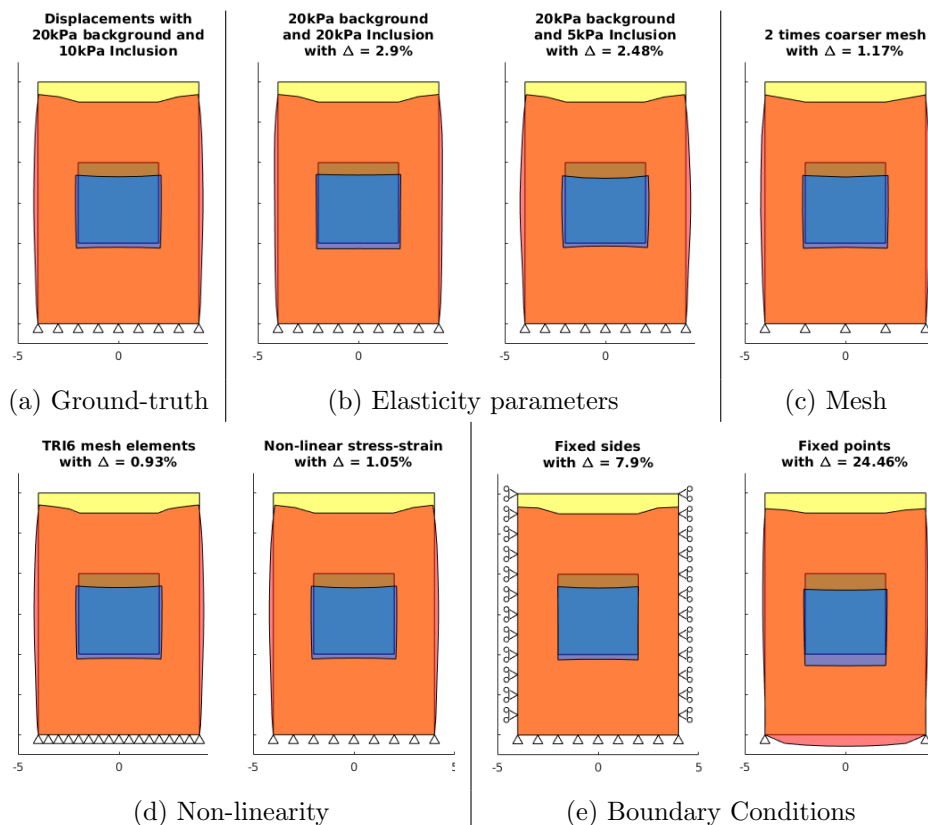 Displacements with
20kPa background and
10kPa Inclusion
20kPa background
and 20kPa Inclusion
with Δ = 2.9%
20kPa background
and 5kPa Inclusion
with Δ = 2.48%
2 times coarser mesh
with Δ = 1.17%
-5 0
-5 0
-5 0
-5 0
(a) Ground-truth
(b) Elasticity parameters
(c) Mesh
TRI6 mesh elements
with Δ = 0.93%
Non-linear stress-strain
with Δ = 1.05%
Fixed sides
with Δ = 7.9%
Fixed points
with Δ = 24.46%
-5 0
-5 0 5
-5 0
-5 0
(d) Non-linearity
(e) Boundary Conditions